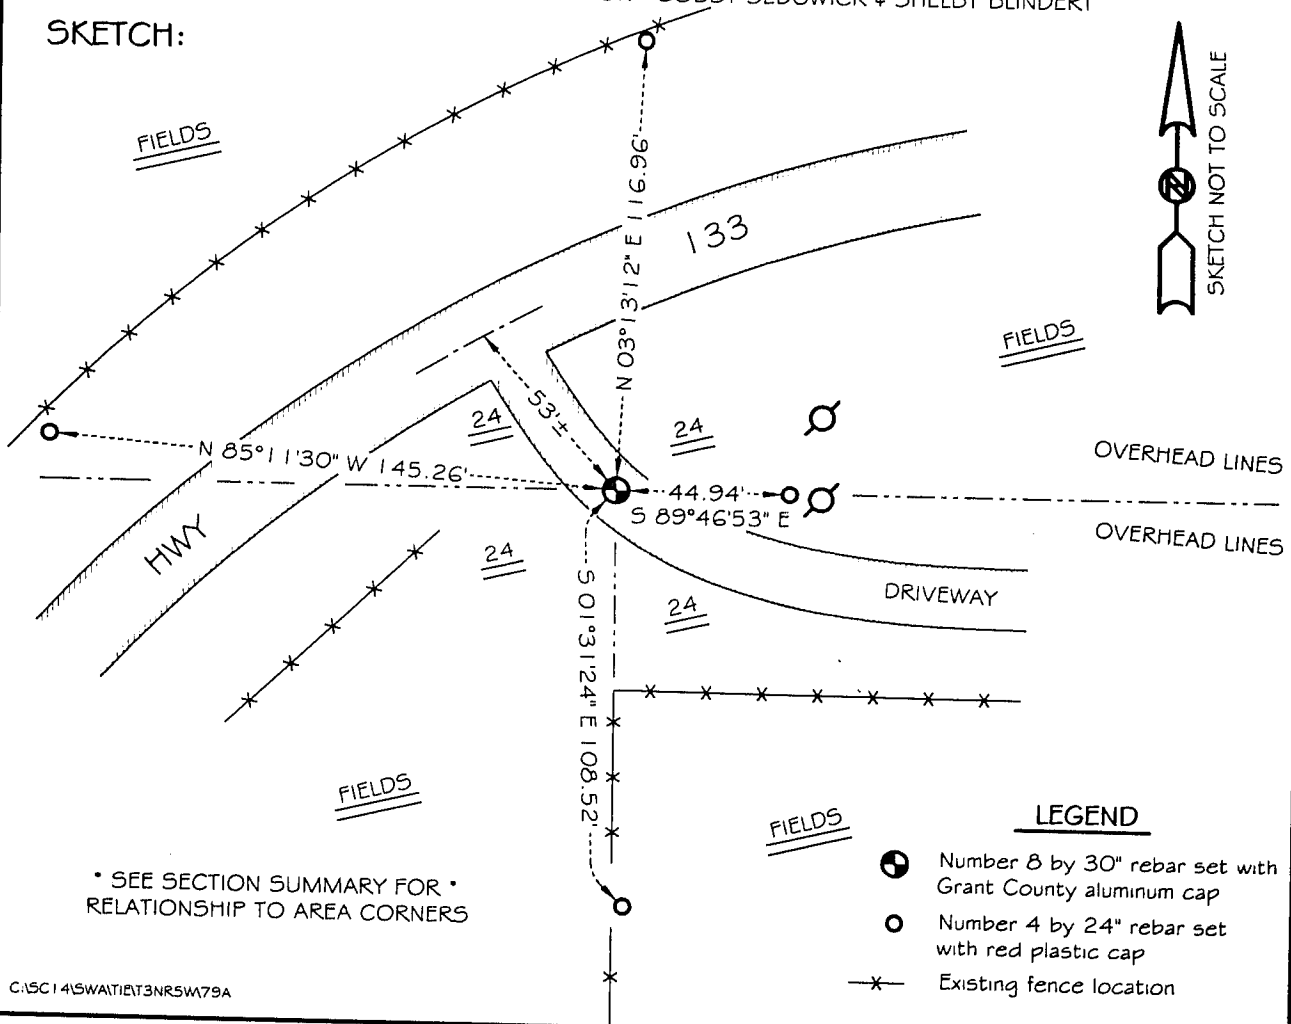 BOBBY SEDGWICK & SHELBY BLINDERT
SKETCH:
FIELDS
SKETCH NOT TO SCALE
133
N 03°13'12" E 116.96'
FIELDS
53'±
24
24
N 85°11'30" W 145.26'
OVERHEAD LINES
44.94'
S 89°46'53" E
OVERHEAD LINES
HWY
24
24
DRIVEWAY
S 01°31'24" E 108.52'
FIELDS
FIELDS
LEGEND
Number 8 by 30" rebar set with
Grant County aluminum cap
Number 4 by 24" rebar set
with red plastic cap
Existing fence location
* SEE SECTION SUMMARY FOR *
RELATIONSHIP TO AREA CORNERS
C:\SC14\SWA\TIE\T3NR5W\79A
N